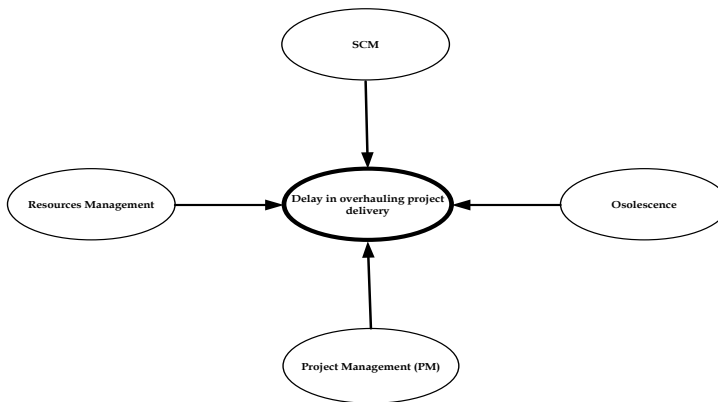 SCM
Resources Management
Delay in overhauling project
delivery
Osolescence
Project Management (PM)